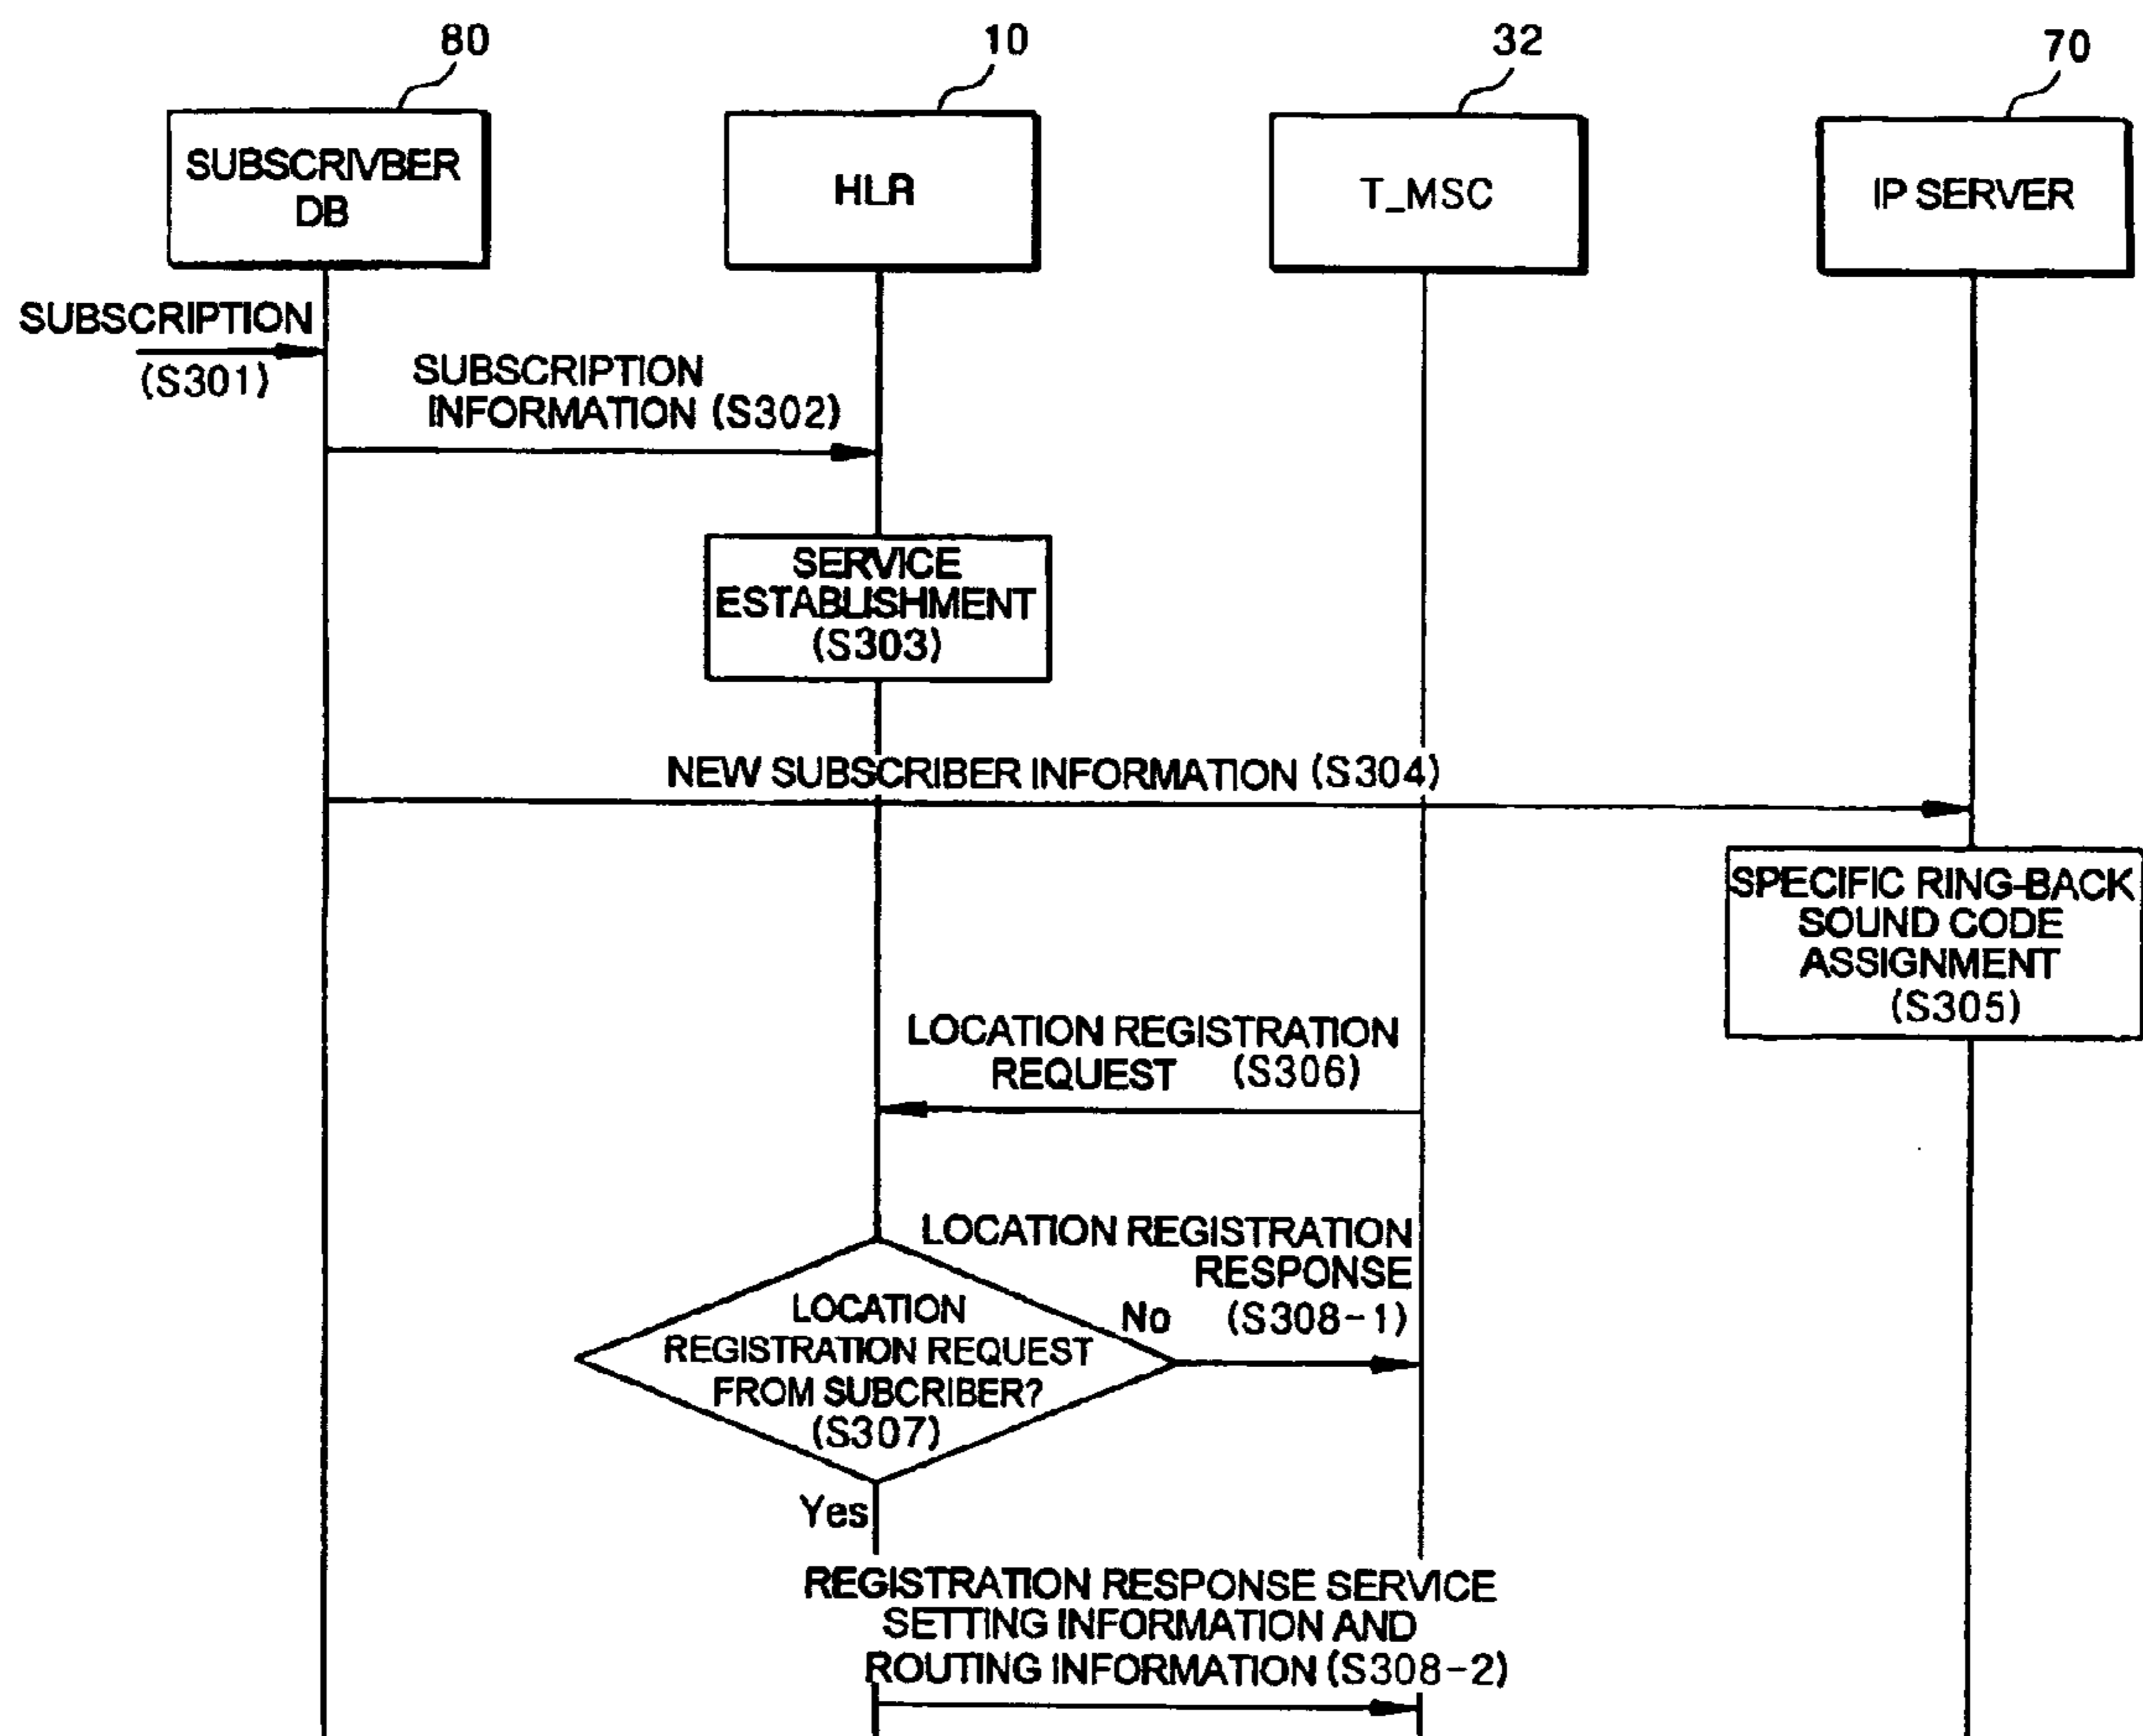 80
10
32
70
SUBSCRIVBER
DB
HLR
T_MSC
IP SERVER
SUBSCRIPTION
(S301)
SUBSCRIPTION
INFORMATION (S302)
SERVICE
ESTABLISHMENT
(S303)
NEW SUBSCRIBER INFORMATION (S304)
SPECIFIC RING-BACK
SOUND CODE
ASSIGNMENT
(S305)
LOCATION REGISTRATION
REQUEST (S306)
LOCATION REGISTRATION
RESPONSE
(S308-1)
No
LOCATION
REGISTRATION REQUEST
FROM SUBCRIBER?
(S307)
Yes
REGISTRATION RESPONSE SERVICE
SETTING INFORMATION AND
ROUTING INFORMATION (S308-2)